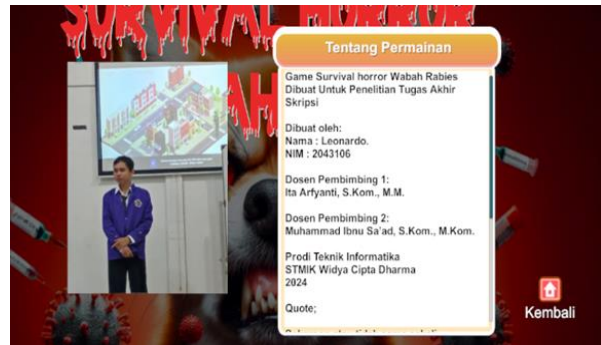 SURVIVAL HORROR
Tentang Permainan
Game Survival horror Wabah Rabies
Dibuat Untuk Penelitian Tugas Akhir
Skripsi
Dibuat oleh:
Nama : Leonardo.
NIM : 2043106
Dosen Pembimbing 1:
Ita Arfyanti, S.Kom., M.M.
Dosen Pembimbing 2:
Muhammad Ibnu Sa'ad, S.Kom., M.Kom.
Prodi Teknik Informatika
STMIK Widya Cipta Dharma
2024
Quote;
Kembali